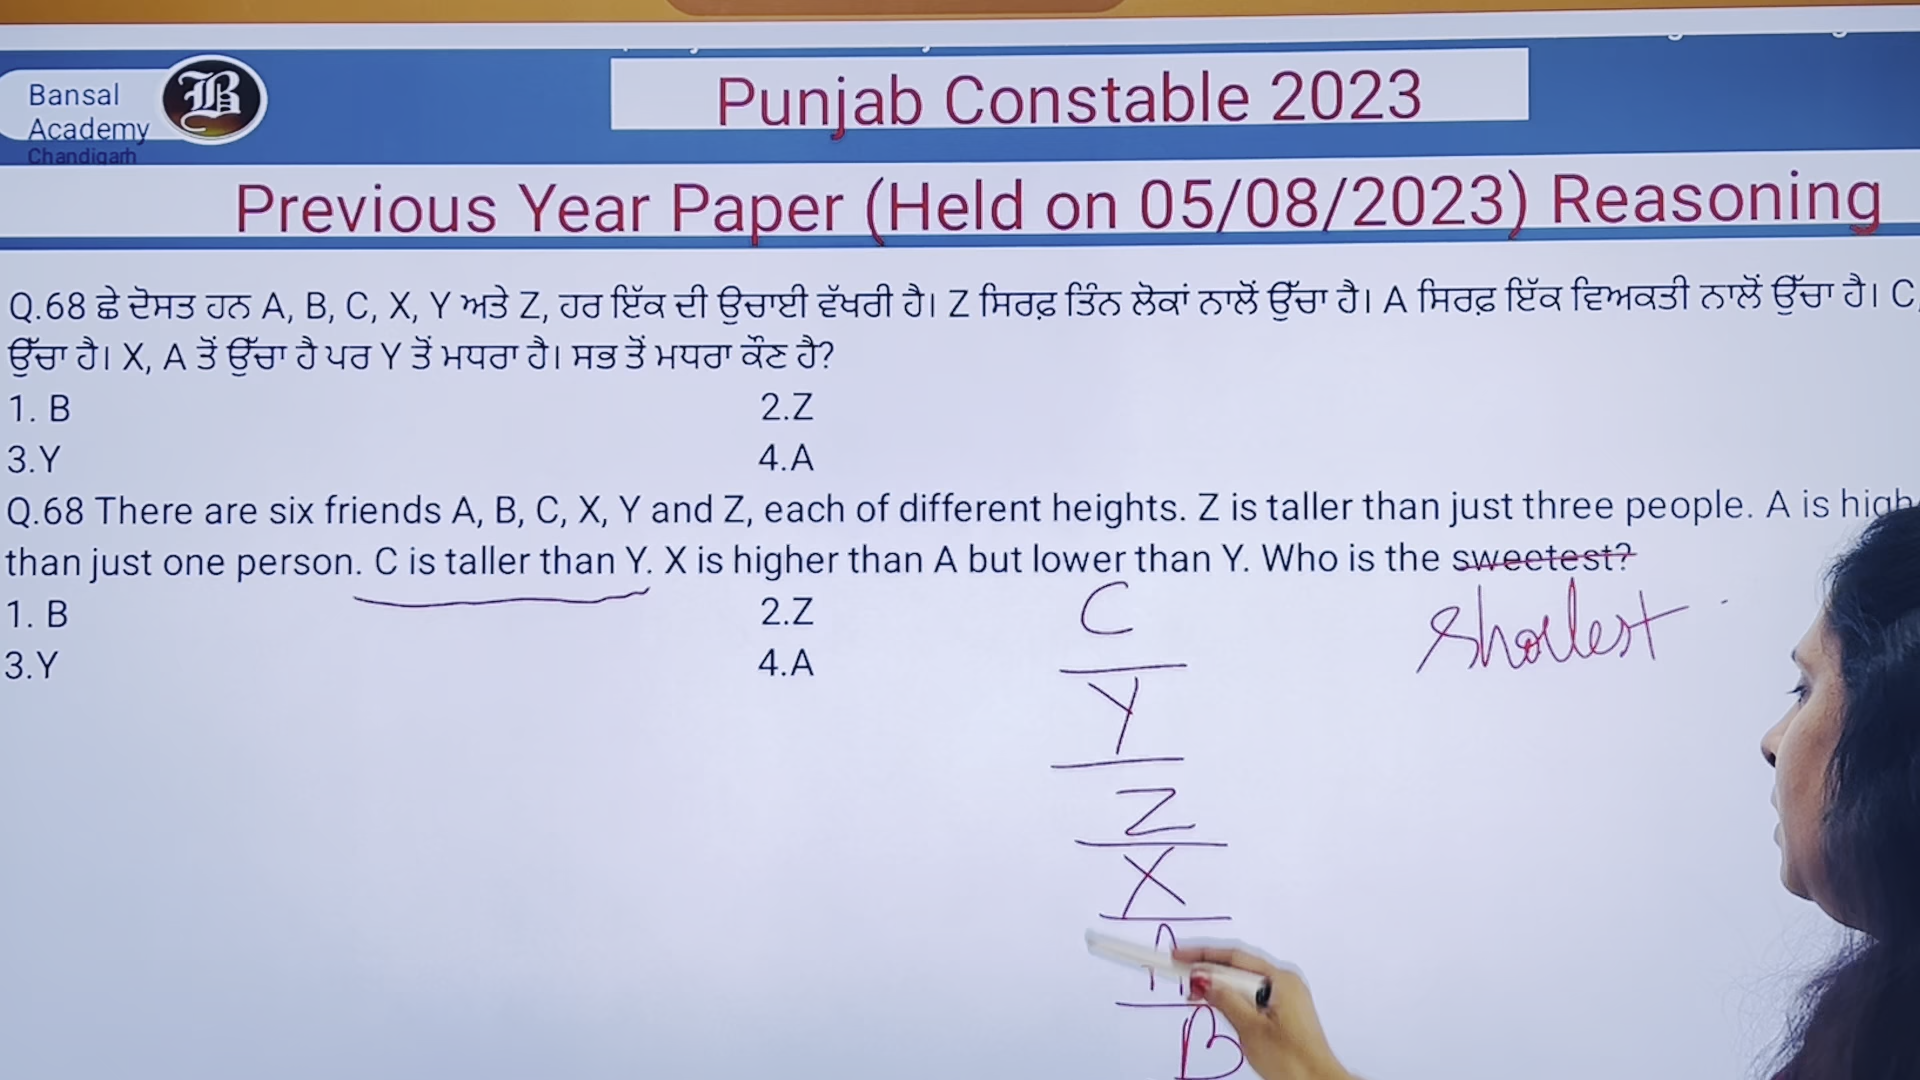 Bansal
Academy
Chandigarh
B
Punjab Constable 2023
Previous Year Paper (Held on 05/08/2023) Reasoning
Q.68 ਛੇ ਦੋਸਤ ਹਨ A, B, C, X, Y ਅਤੇ Z, ਹਰ ਇੱਕ ਦੀ ਉਚਾਈ ਵੱਖਰੀ ਹੈ। Z ਸਿਰਫ਼ ਤਿੰਨ ਲੋਕਾਂ ਨਾਲੋਂ ਉੱਚਾ ਹੈ। A ਸਿਰਫ਼ ਇੱਕ ਵਿਅਕਤੀ ਨਾਲੋਂ ਉੱਚਾ ਹੈ। C,
ਉੱਚਾ ਹੈ। X, A ਤੋਂ ਉੱਚਾ ਹੈ ਪਰ Y ਤੋਂ ਮਧਰਾ ਹੈ। ਸਭ ਤੋਂ ਮਧਰਾ ਕੌਣ ਹੈ?
1. B 2.Z
3.Y 4.A
Q.68 There are six friends A, B, C, X, Y and Z, each of different heights. Z is taller than just three people. A is high
than just one person. C is taller than Y. X is higher than A but lower than Y. Who is the sweetest?
1. B 2.Z
3.Y 4.A
Shortest
C
Y
Z
X
A
B